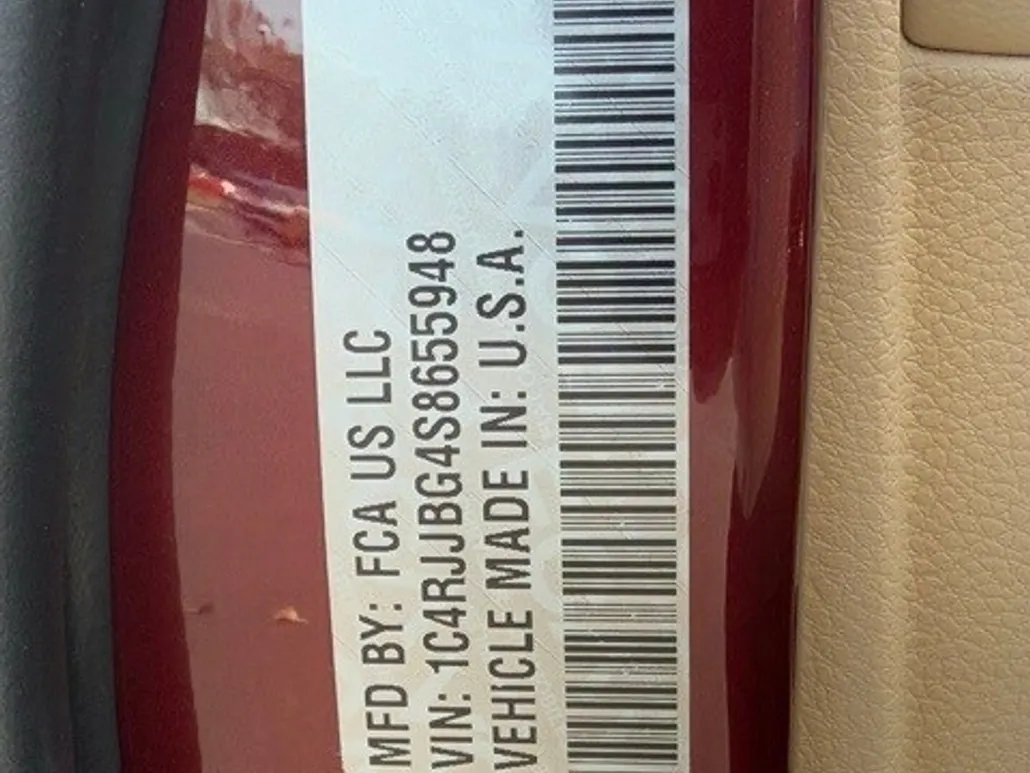 MFD BY: FCA US LLC
VIN: 1C4RJJBG4S8655948
VEHICLE MADE IN: U.S.A.